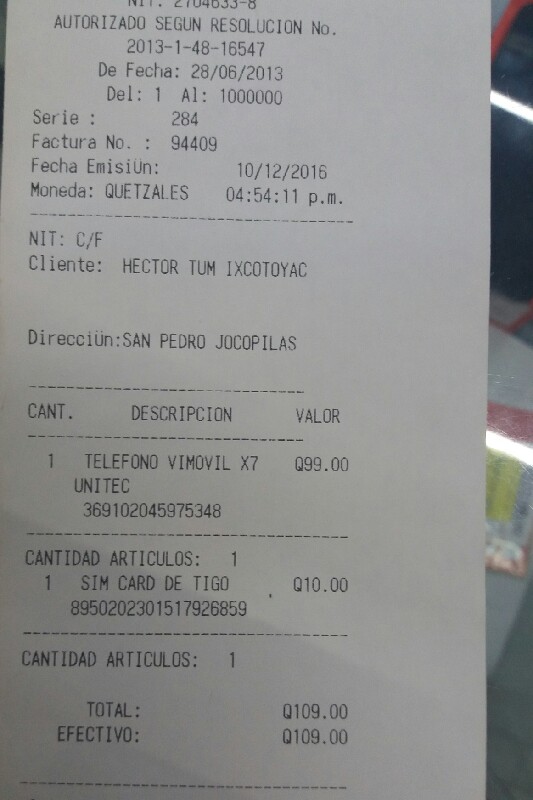 NIT: 2704633-8
AUTORIZADO SEGUN RESOLUCION No.
2013-1-48-16547
De Fecha: 28/06/2013
Del: 1 Al: 1000000
Serie : 284
Factura No. : 94409
Fecha EmisiÜn: 10/12/2016
Moneda: QUETZALES 04:54:11 p.m.
NIT: C/F
Cliente: HECTOR TUM IXCOTOYAC
DirecciÜn:SAN PEDRO JOCOPILAS
CANT. DESCRIPCION VALOR
1 TELEFONO VIMOVIL X7 Q99.00
UNITEC
369102045975348
CANTIDAD ARTICULOS: 1
1 SIM CARD DE TIGO Q10.00
8950202301517926859
CANTIDAD ARTICULOS: 1
TOTAL: Q109.00
EFECTIVO: Q109.00